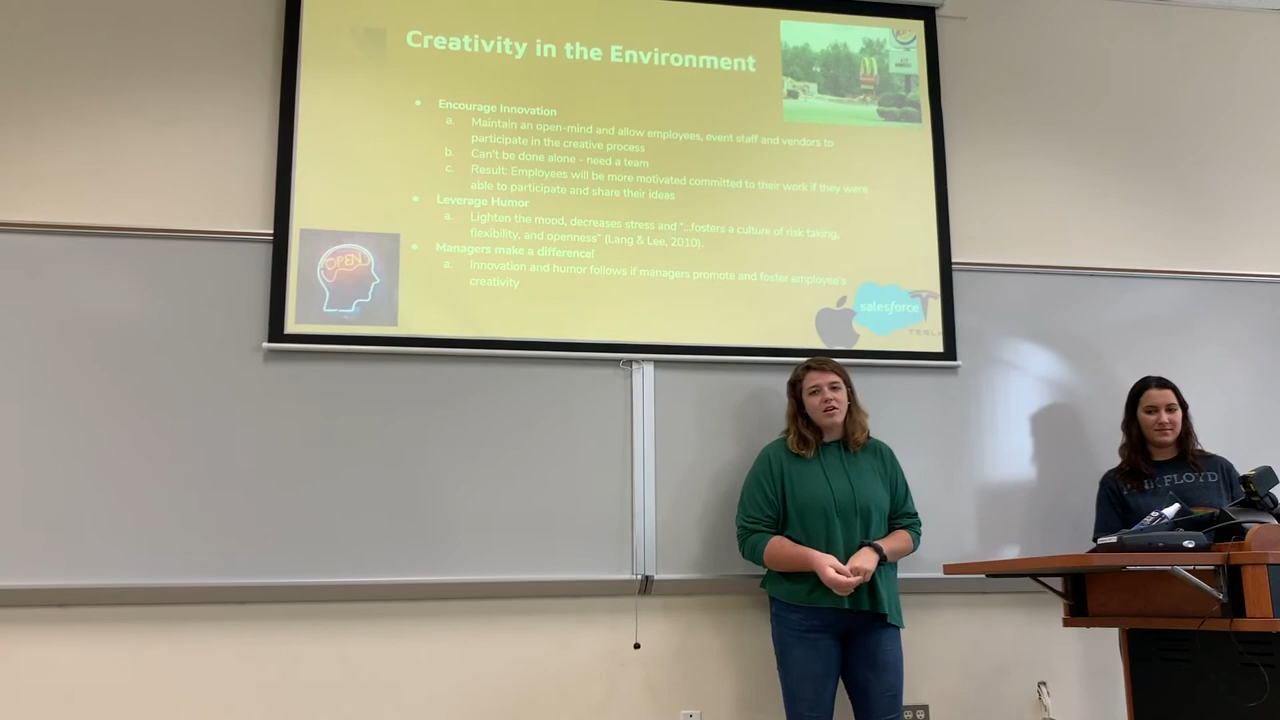 Creativity in the Environment
● Encourage Innovation
a. Maintain an open-mind and allow employees, event staff and vendors to
participate in the creative process
b. Can't be done alone - need a team
c. Result: Employees will be more motivated committed to their work if they were
able to participate and share their ideas
● Leverage Humor
a. Lighten the mood, decreases stress and "...fosters a culture of risk taking,
flexibility, and openness" (Lang & Lee, 2010).
● Managers make a difference!
a. Innovation and humor follows if managers promote and foster employee's
creativity
OPEN
salesforce
TESLA
PINK FLOYD